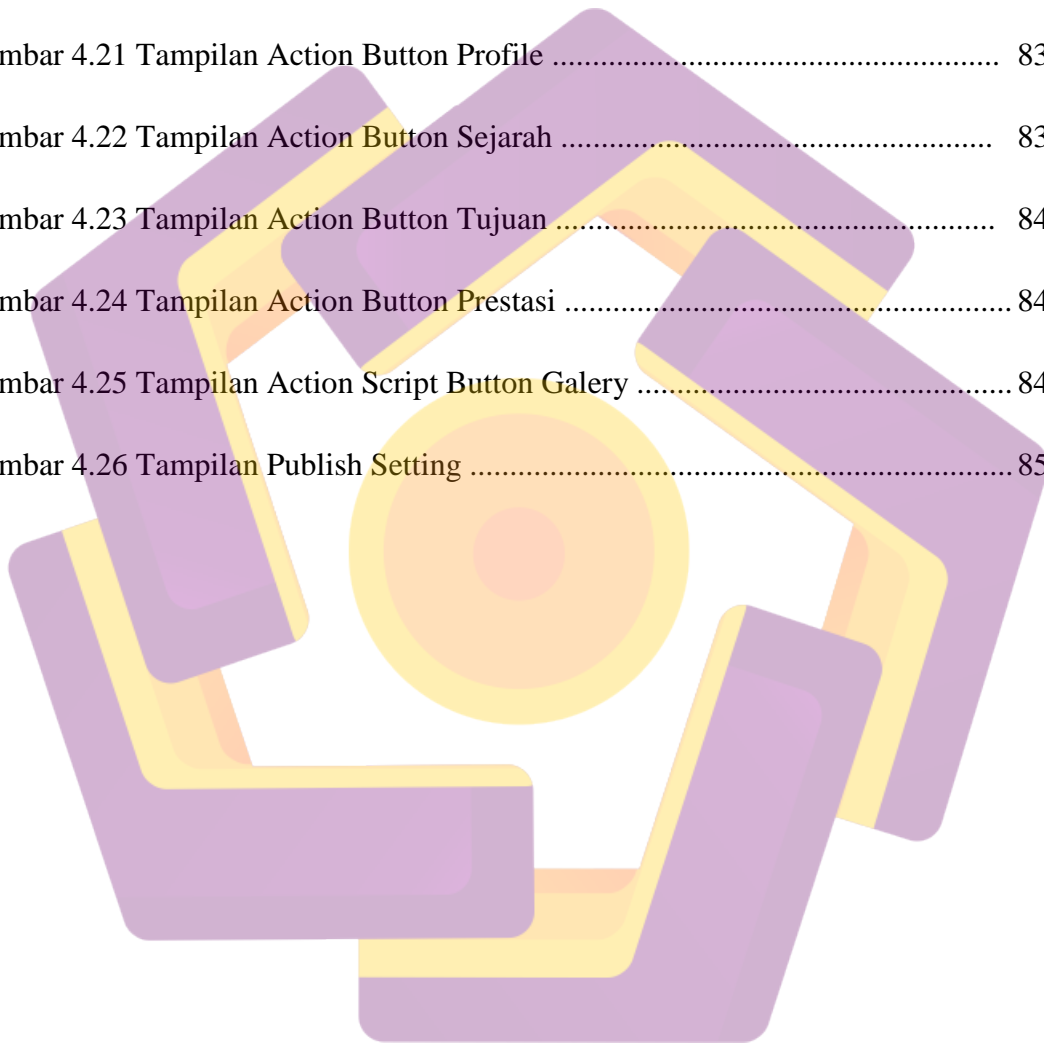 mbar 4.21 Tampilan Action Button Profile ...................................................... 83
mbar 4.22 Tampilan Action Button Sejarah .................................................... 83
mbar 4.23 Tampilan Action Button Tujuan ..................................................... 84
mbar 4.24 Tampilan Action Button Prestasi ...................................................... 84
mbar 4.25 Tampilan Action Script Button Galery ............................................. 84
mbar 4.26 Tampilan Publish Setting ................................................................. 85